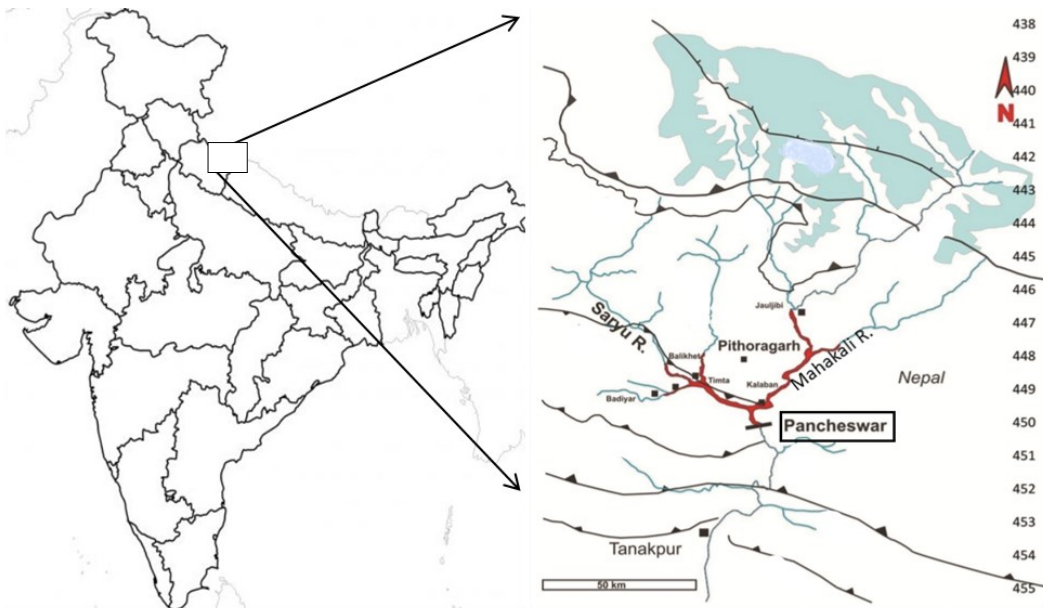 438
439
N
440
441
442
443
444
445
446
Jauljibi
447
Saryu R.
Pithoragarh
Mahakali R.
448
Balikhet
Nepal
Timta
Kalaban
449
Badiyar
Pancheswar
450
451
452
453
Tanakpur
454
50 km
455